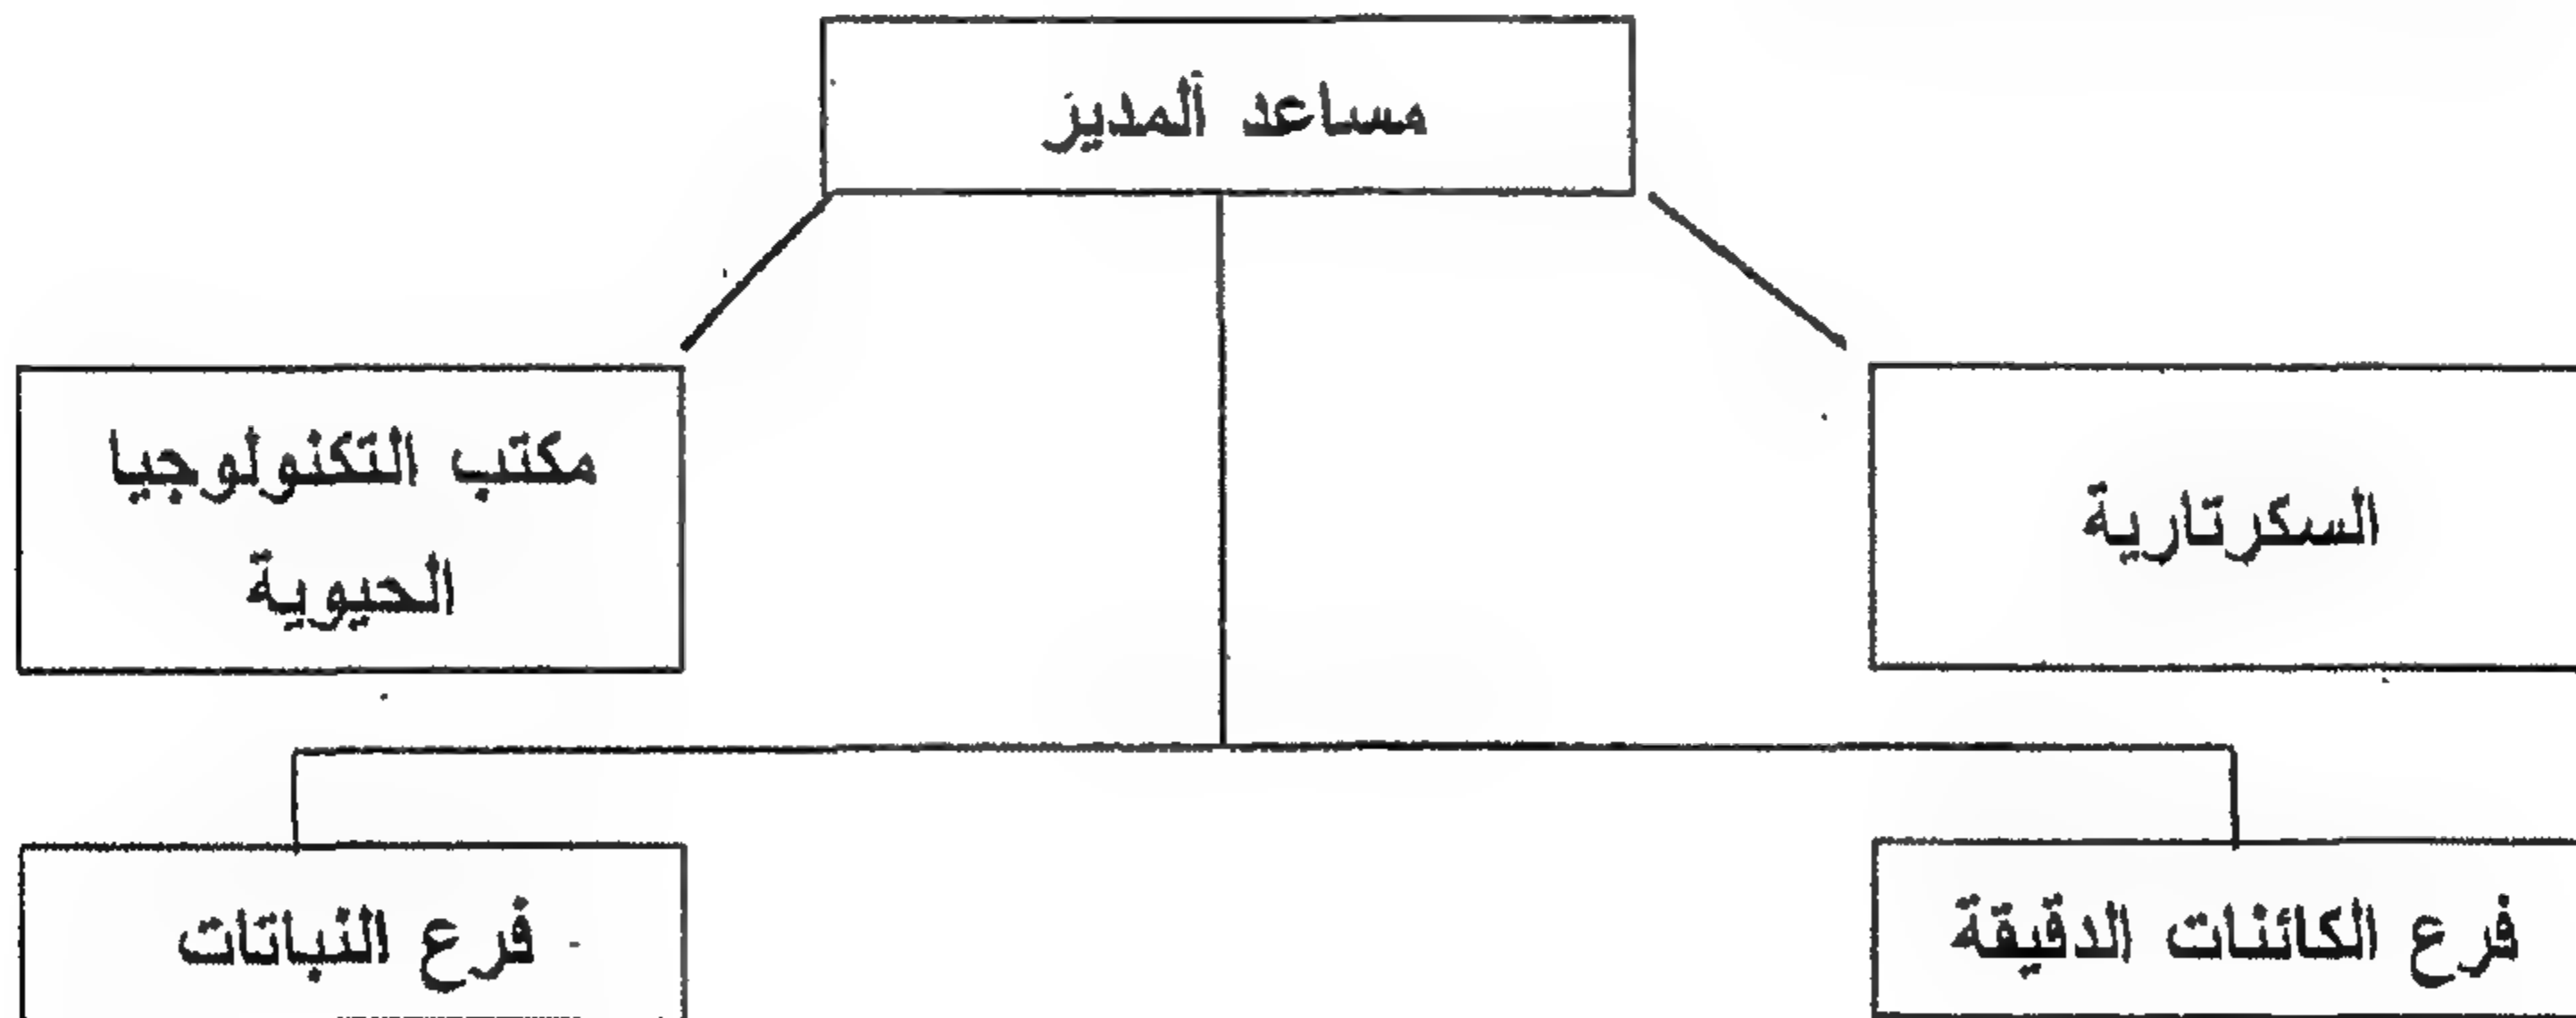 مساعد المدير
السكرتارية
مكتب التكنولوجيا
الحيوية
فرع الكائنات الدقيقة
فرع النباتات